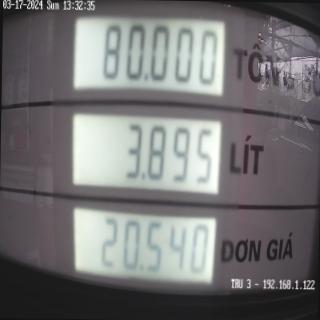 03-17-2024 Sun 13:32:35
80.000 TỔNG
3.895 LÍT
20.540 ĐƠN GIÁ
TRU 3 - 192.168.1.122